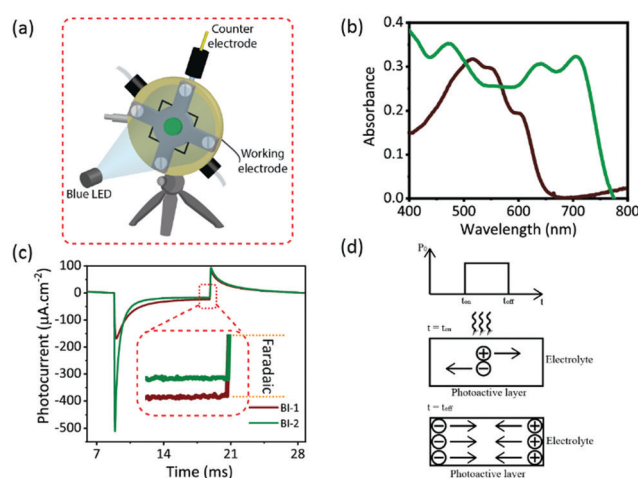 (a)
Counter
electrode
Working
electrode
Blue LED
(b)
Absorbance
0.4
0.3
0.2
0.1
0.0
400 500 600 700 800
Wavelength (nm)
(c)
Photocurrent (µA.cm⁻²)
100
0
-100
-200
-300
-400
-500
Faradaic
BI-1
BI-2
7 14 21 28
Time (ms)
(d)
P₀
t_on t_off t
t = t_on
+
−
Electrolyte
Photoactive layer
t = t_off
− +
− +
− +
Electrolyte
Photoactive layer